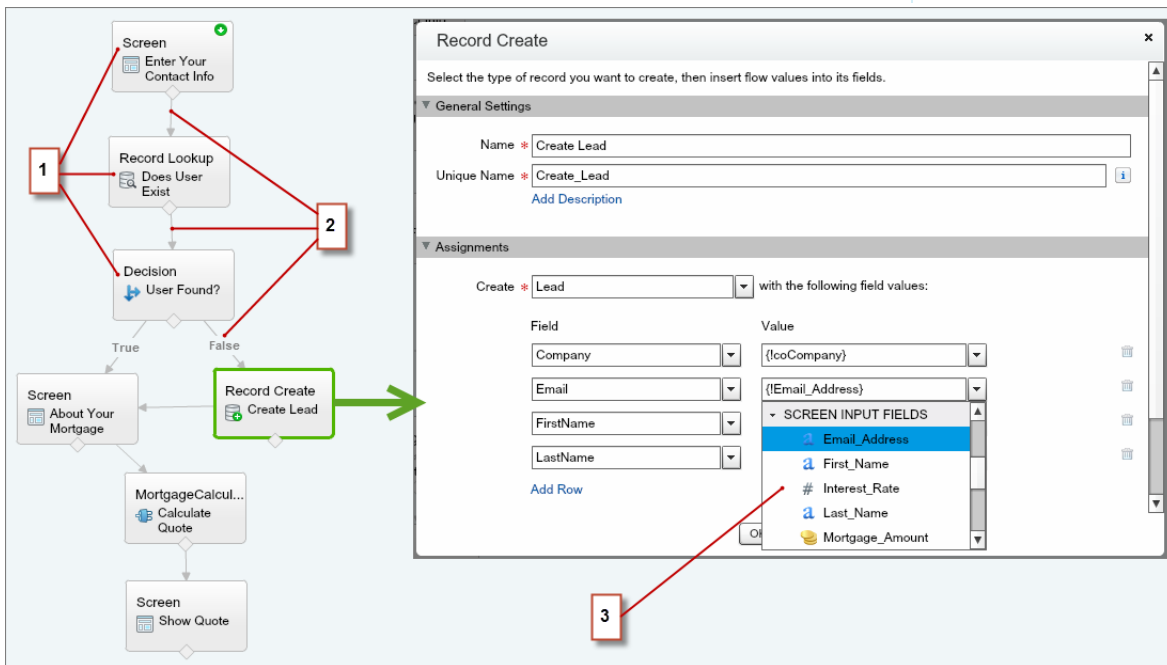 Screen
Enter Your
Contact Info
Record Lookup
Does User
Exist
1
2
Decision
User Found?
True
False
Screen
About Your
Mortgage
Record Create
Create Lead
MortgageCalcul...
Calculate
Quote
Screen
Show Quote
Record Create
×
Select the type of record you want to create, then insert flow values into its fields.
General Settings
Name * Create Lead
Unique Name * Create_Lead
i
Add Description
Assignments
Create * Lead with the following field values:
Field Value
Company {!coCompany}
Email {!Email_Address}
FirstName
LastName
Add Row
SCREEN INPUT FIELDS
a Email_Address
a First_Name
# Interest_Rate
a Last_Name
Mortgage_Amount
3